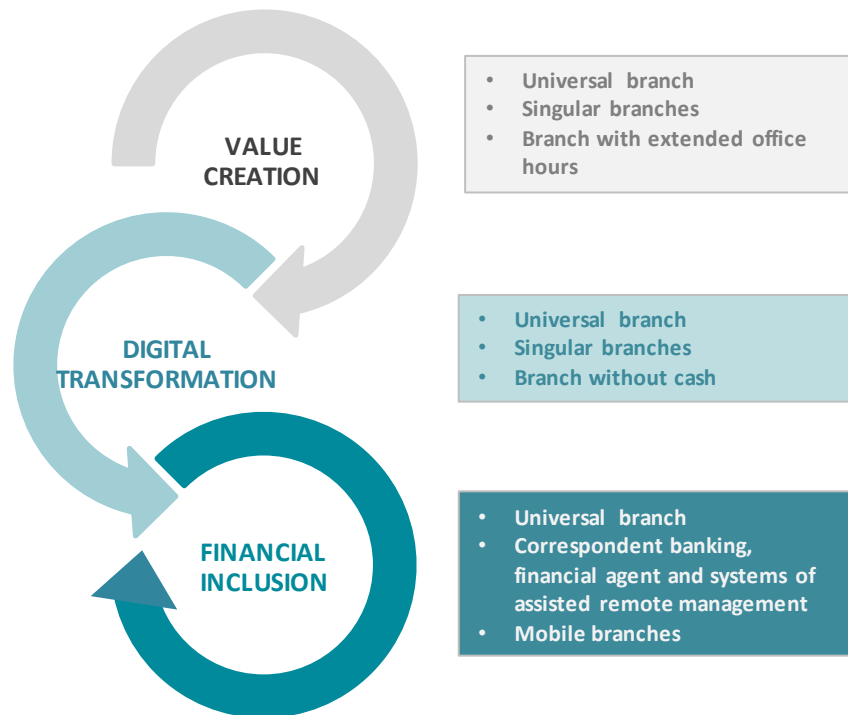 VALUE
CREATION
• Universal branch
• Singular branches
• Branch with extended office
hours
DIGITAL
TRANSFORMATION
• Universal branch
• Singular branches
• Branch without cash
FINANCIAL
INCLUSION
• Universal branch
• Correspondent banking,
financial agent and systems of
assisted remote management
• Mobile branches